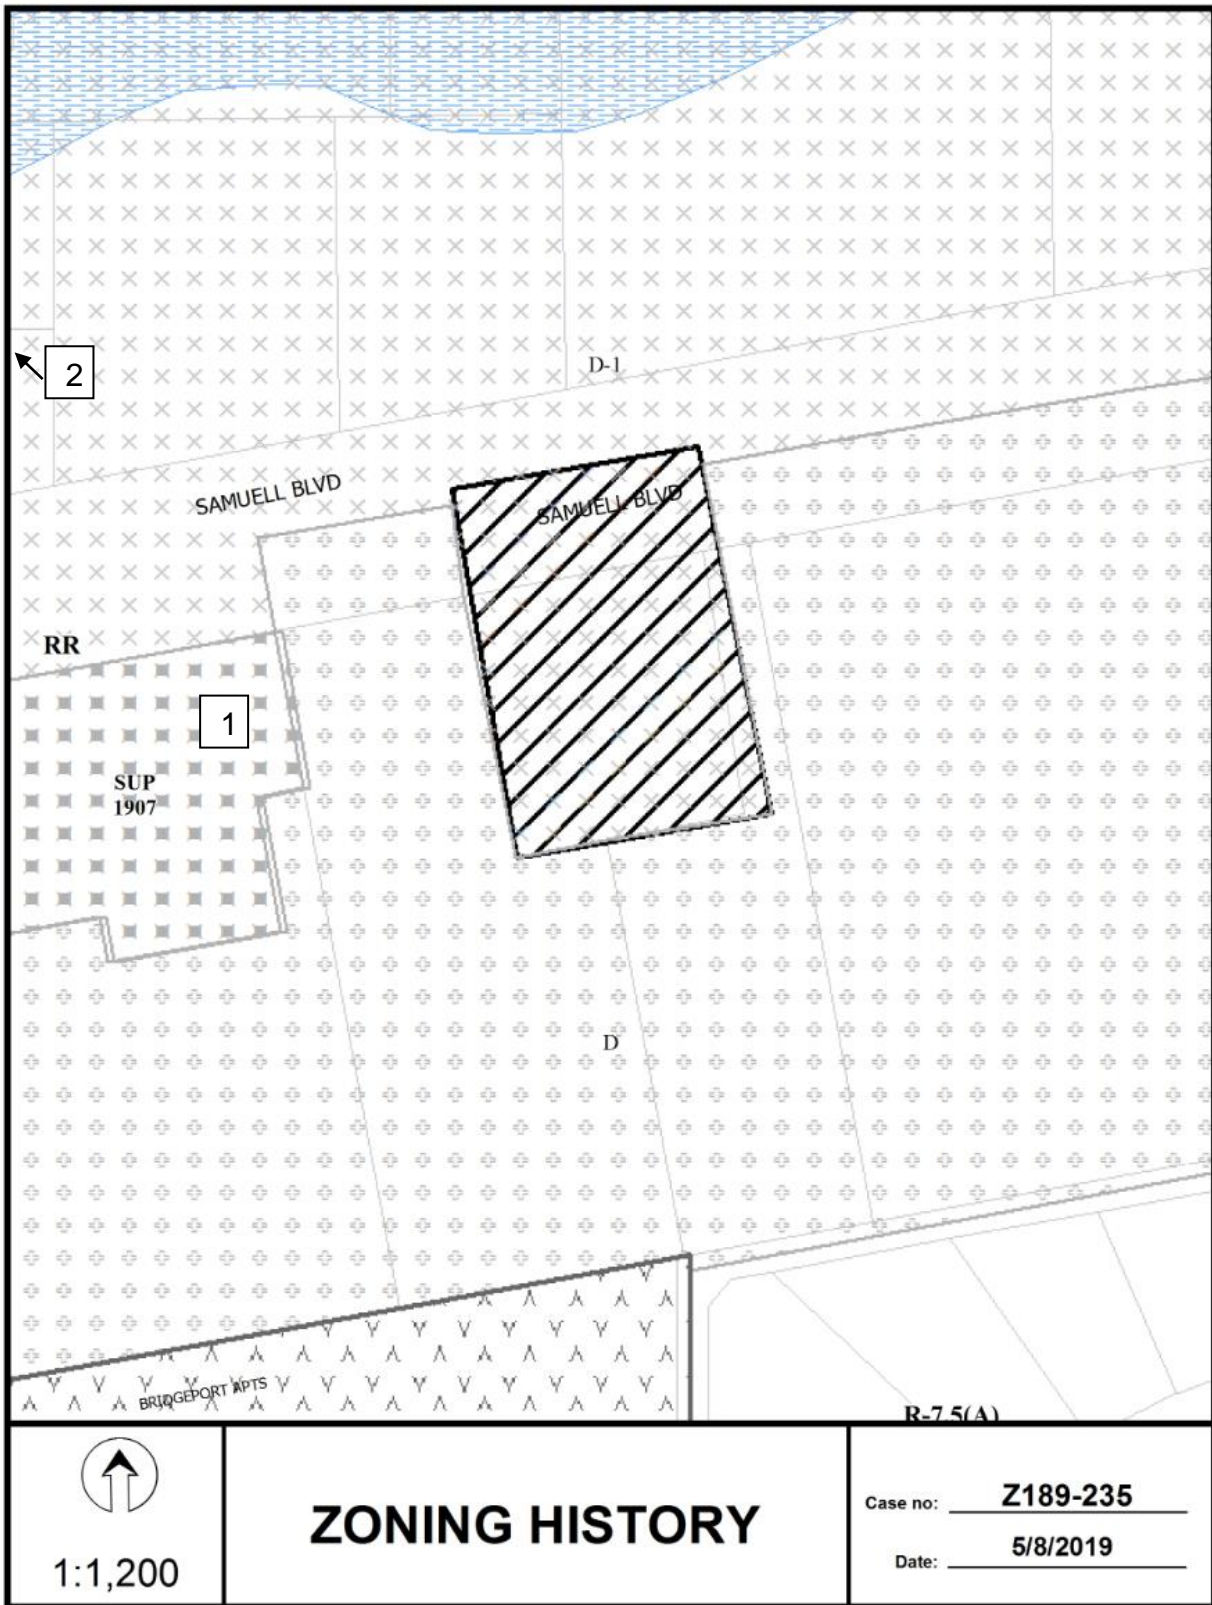 2
D-1
SAMUELL BLVD
SAMUELL BLVD
RR
1
SUP
1907
D
BRIDGEPORT APTS
R-7.5(A)
1:1,200
ZONING HISTORY
Case no: Z189-235
Date: 5/8/2019